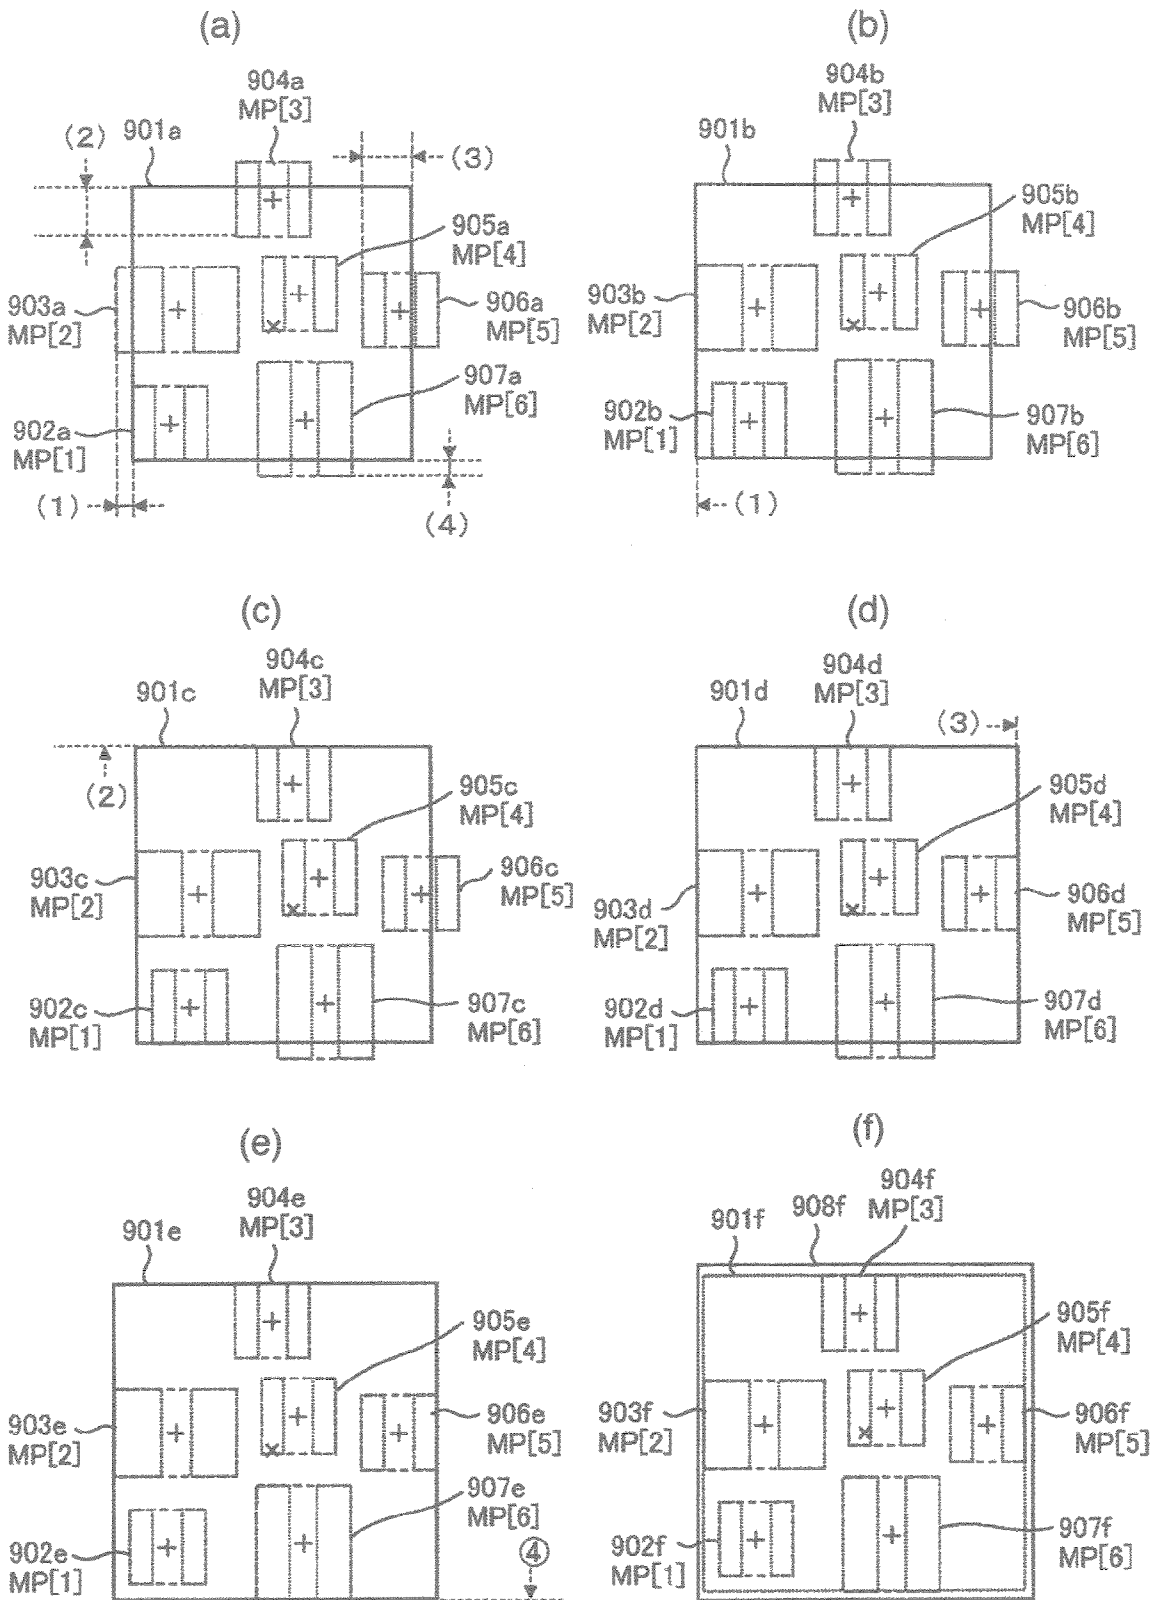 (a)
904a
MP[3]
(2)
901a
(3)
905a
MP[4]
903a
MP[2]
906a
MP[5]
907a
MP[6]
902a
MP[1]
(1)
(4)
(b)
904b
MP[3]
901b
905b
MP[4]
903b
MP[2]
906b
MP[5]
902b
MP[1]
907b
MP[6]
(1)
(c)
904c
MP[3]
901c
(2)
905c
MP[4]
903c
MP[2]
906c
MP[5]
902c
MP[1]
907c
MP[6]
(d)
904d
MP[3]
901d
(3)
905d
MP[4]
903d
MP[2]
906d
MP[5]
902d
MP[1]
907d
MP[6]
(e)
904e
MP[3]
901e
905e
MP[4]
903e
MP[2]
906e
MP[5]
907e
MP[6]
902e
MP[1]
④
(f)
904f
MP[3]
908f
901f
905f
MP[4]
903f
MP[2]
906f
MP[5]
902f
MP[1]
907f
MP[6]